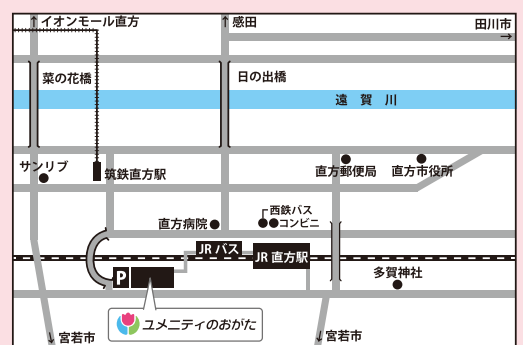 ↑イオンモール直方
↑感田
田川市
→
菜の花橋
日の出橋
遠賀川
サンリブ
筑鉄直方駅
直方郵便局
直方市役所
西鉄バス
直方病院
コンビニ
JR バス
JR 直方駅
P
多賀神社
ユメニティのおがた
↓宮若市
↓宮若市